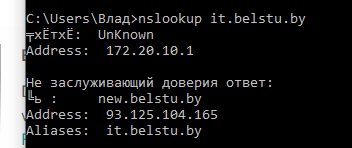 C:\Users\Влад>nslookup it.belstu.by
╤хЁтхЁ:  UnKnown
Address:  172.20.10.1
Не заслуживающий доверия ответ:
╚ь :     new.belstu.by
Address:  93.125.104.165
Aliases:  it.belstu.by